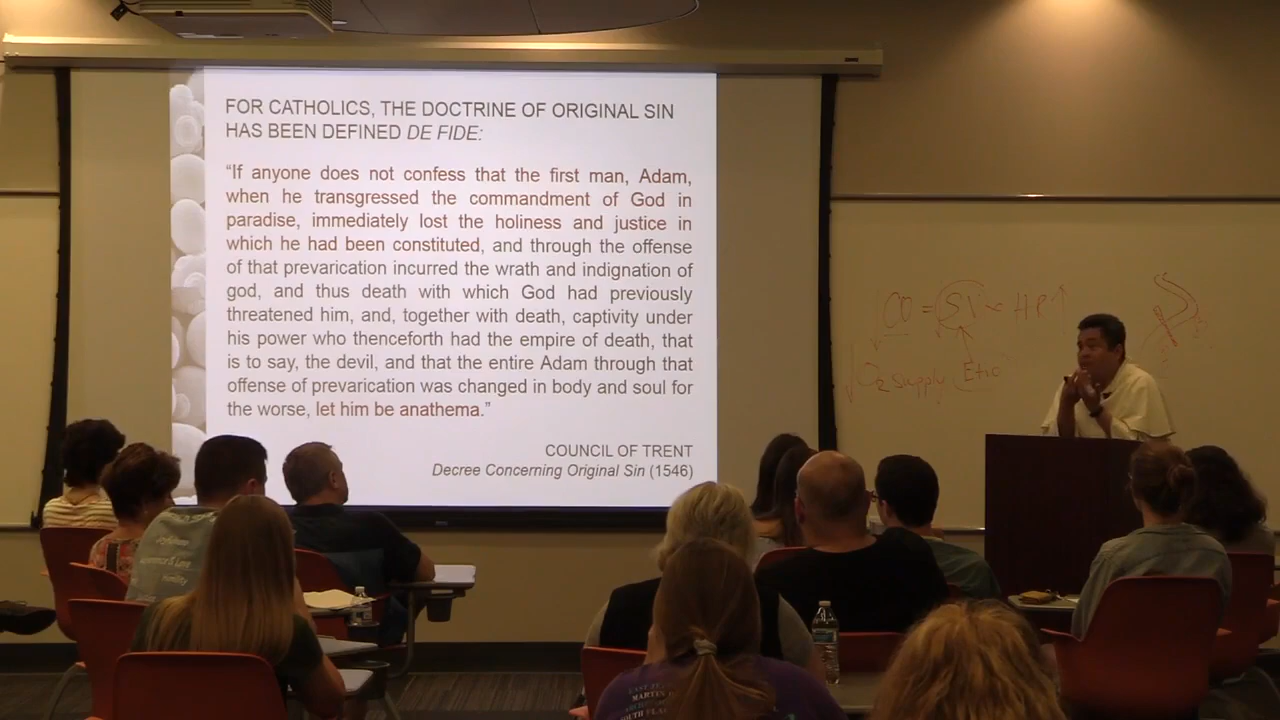 FOR CATHOLICS, THE DOCTRINE OF ORIGINAL SIN
HAS BEEN DEFINED DE FIDE:
“If anyone does not confess that the first man, Adam,
when he transgressed the commandment of God in
paradise, immediately lost the holiness and justice in
which he had been constituted, and through the offense
of that prevarication incurred the wrath and indignation of
god, and thus death with which God had previously
threatened him, and, together with death, captivity under
his power who thenceforth had the empire of death, that
is to say, the devil, and that the entire Adam through that
offense of prevarication was changed in body and soul for
the worse, let him be anathema.”
COUNCIL OF TRENT
Decree Concerning Original Sin (1546)
CO = SV × HR ↑
↓ O2 supply
Humility
EAST
MARTIN
SOUTH